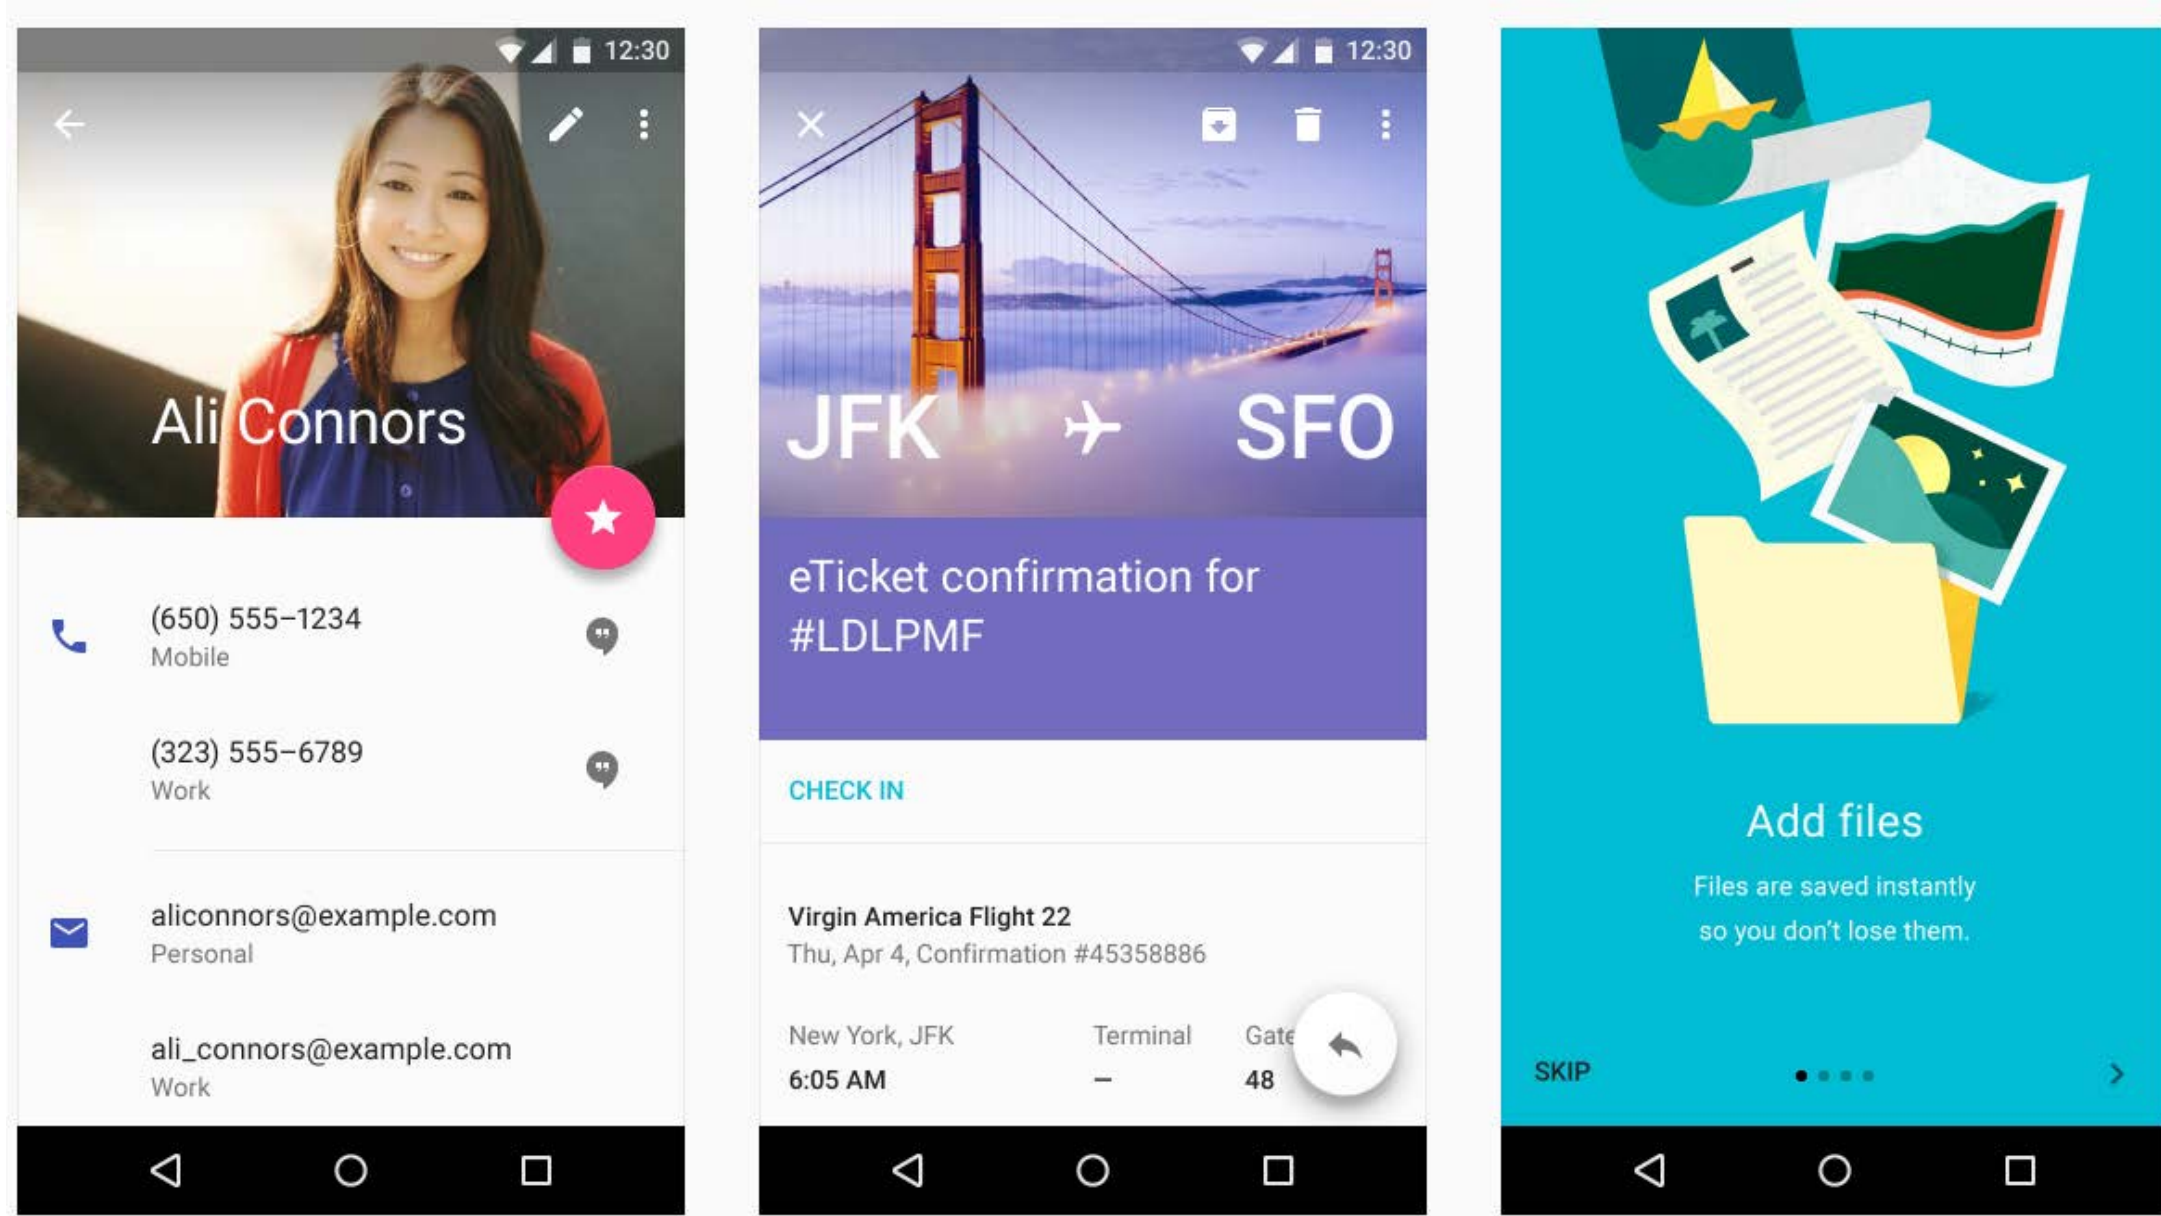 12:30
Ali Connors
(650) 555–1234
Mobile
(323) 555–6789
Work
aliconnors@example.com
Personal
ali_connors@example.com
Work
12:30
JFK SFO
eTicket confirmation for
#LDLPMF
CHECK IN
Virgin America Flight 22
Thu, Apr 4, Confirmation #45358886
New York, JFK Terminal Gate
6:05 AM – 48
Add files
Files are saved instantly
so you don't lose them.
SKIP